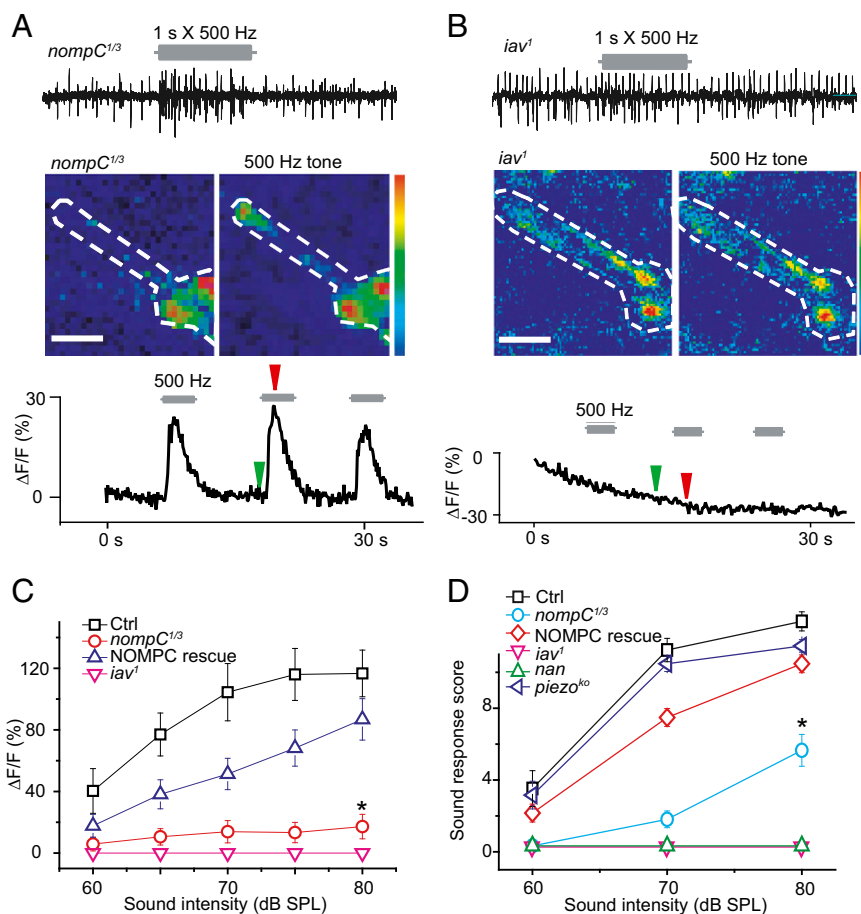 A
nompC1/3
1 s X 500 Hz
nompC1/3
500 Hz tone
500 Hz
30
0
ΔF/F (%)
0 s
30 s
B
iav1
1 s X 500 Hz
iav1
500 Hz tone
500 Hz
0
-30
ΔF/F (%)
0 s
30 s
C
Ctrl
nompC1/3
NOMPC rescue
iav1
*
120
80
40
0
ΔF/F (%)
60
70
80
Sound intensity (dB SPL)
D
Ctrl
nompC1/3
NOMPC rescue
iav1
nan
piezoko
*
12
8
4
0
Sound response score
60
70
80
Sound intensity (dB SPL)